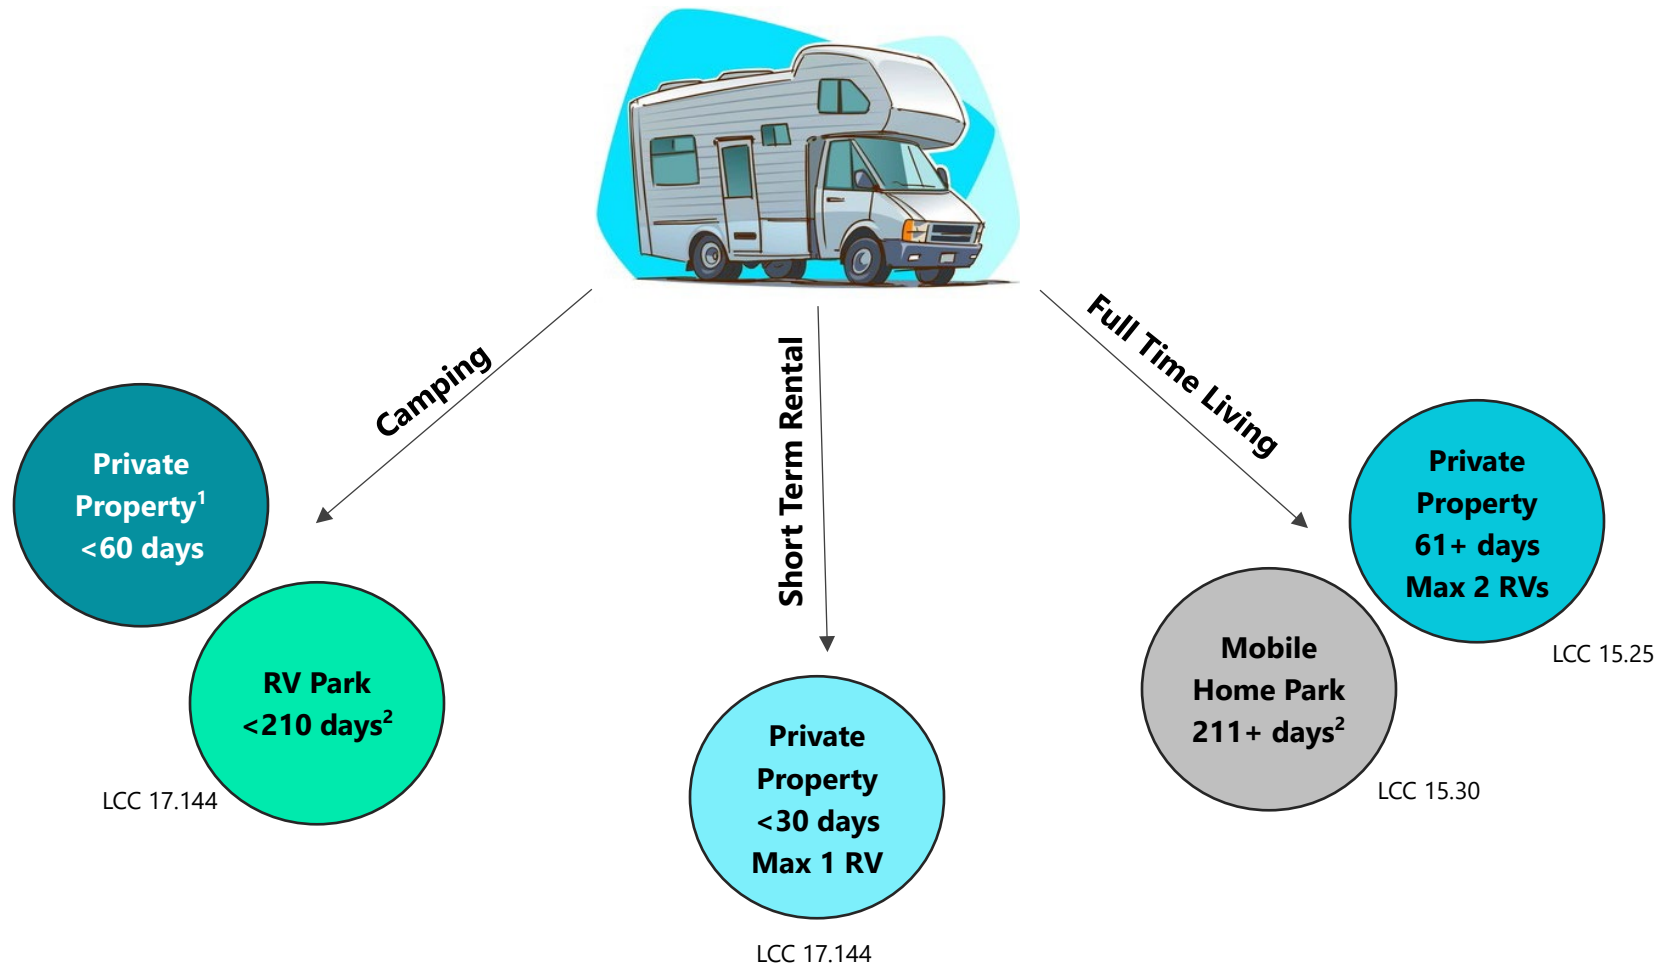 Camping
Short Term Rental
Full Time Living
Private
Property¹
<60 days
RV Park
<210 days²
LCC 17.144
Private
Property
<30 days
Max 1 RV
LCC 17.144
Private
Property
61+ days
Max 2 RVs
LCC 15.25
Mobile
Home Park
211+ days²
LCC 15.30